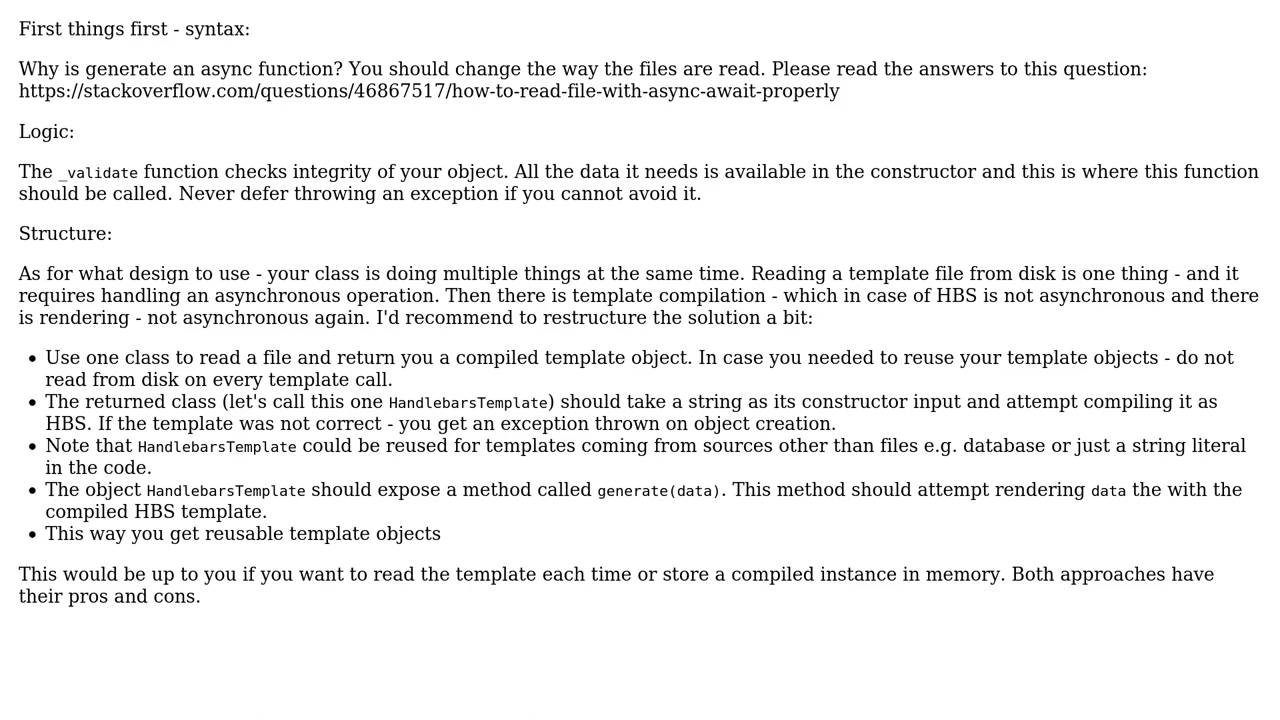 First things first - syntax:
Why is generate an async function? You should change the way the files are read. Please read the answers to this question:
https://stackoverflow.com/questions/46867517/how-to-read-file-with-async-await-properly
Logic:
The _validate function checks integrity of your object. All the data it needs is available in the constructor and this is where this function
should be called. Never defer throwing an exception if you cannot avoid it.
Structure:
As for what design to use - your class is doing multiple things at the same time. Reading a template file from disk is one thing - and it
requires handling an asynchronous operation. Then there is template compilation - which in case of HBS is not asynchronous and there
is rendering - not asynchronous again. I'd recommend to restructure the solution a bit:
• Use one class to read a file and return you a compiled template object. In case you needed to reuse your template objects - do not
read from disk on every template call.
• The returned class (let's call this one HandlebarsTemplate) should take a string as its constructor input and attempt compiling it as
HBS. If the template was not correct - you get an exception thrown on object creation.
• Note that HandlebarsTemplate could be reused for templates coming from sources other than files e.g. database or just a string literal
in the code.
• The object HandlebarsTemplate should expose a method called generate(data). This method should attempt rendering data the with the
compiled HBS template.
• This way you get reusable template objects
This would be up to you if you want to read the template each time or store a compiled instance in memory. Both approaches have
their pros and cons.